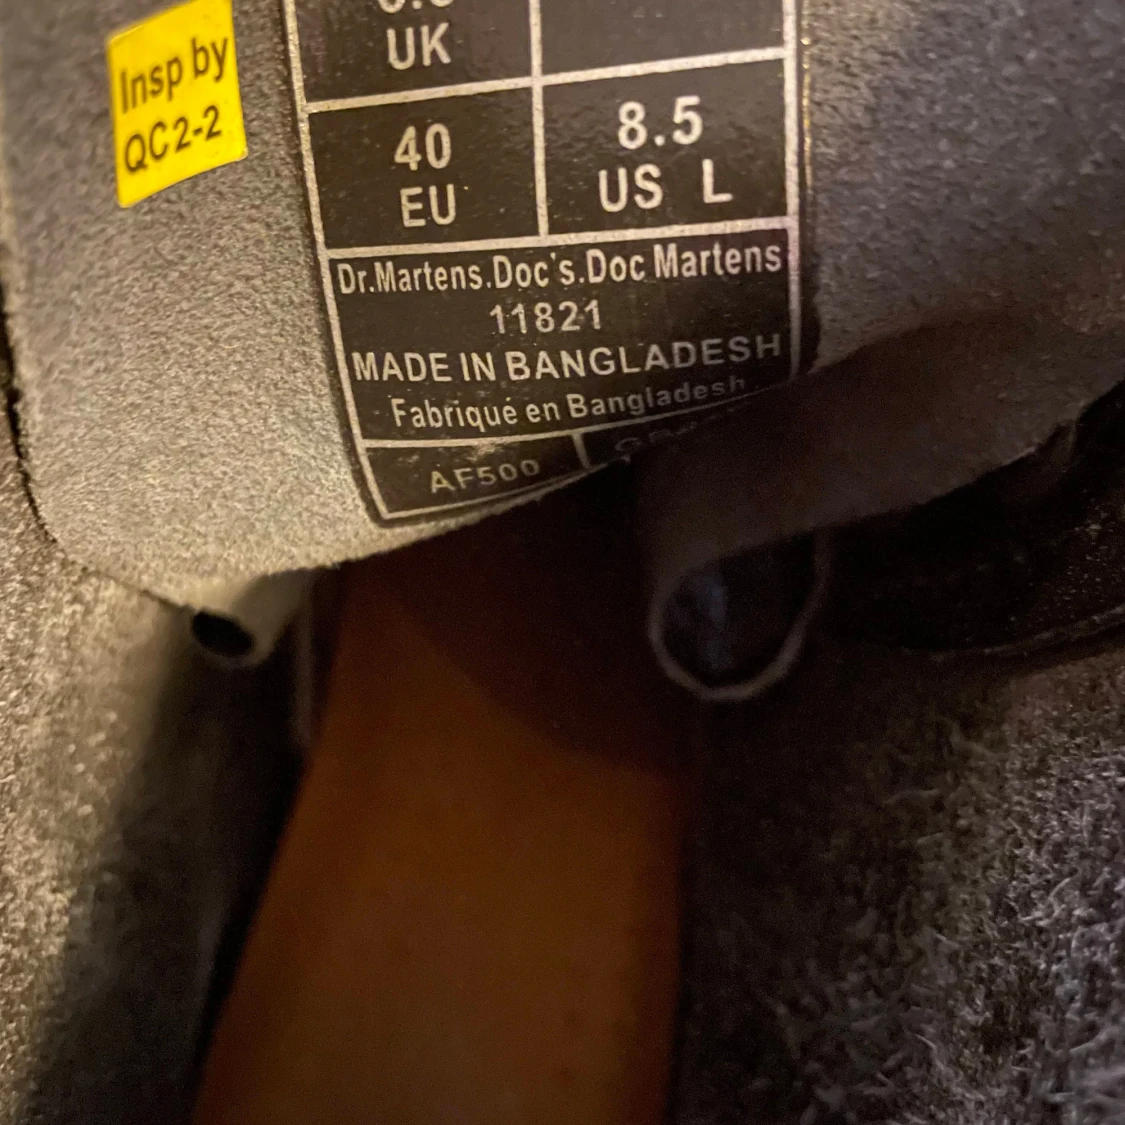 Insp by
QC2-2
UK
40
EU
8.5
US L
Dr.Martens.Doc's.Doc Martens
11821
MADE IN BANGLADESH
Fabriqué en Bangladesh
AF500